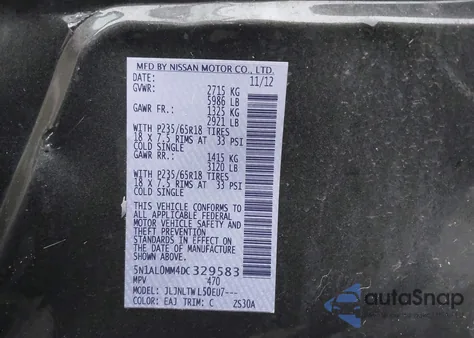 MFD BY NISSAN MOTOR CO., LTD.
DATE: 11/12
GVWR: 2715 KG
5986 LB
GAWR FR.: 1325 KG
2921 LB
WITH P235/65R18 TIRES
18 X 7.5 RIMS AT 33 PSI
COLD SINGLE
GAWR RR.: 1415 KG
3120 LB
WITH P235/65R18 TIRES
18 X 7.5 RIMS AT 33 PSI
COLD SINGLE
THIS VEHICLE CONFORMS TO
ALL APPLICABLE FEDERAL
MOTOR VEHICLE SAFETY AND
THEFT PREVENTION
STANDARDS IN EFFECT ON
THE DATE OF MANUFACTURE
SHOWN ABOVE
5N1AL0MM4DC329583
MPV 470
MODEL: JLJNLTWL50EU7---
COLOR: EAJ TRIM: C 2S30A
autoSnap